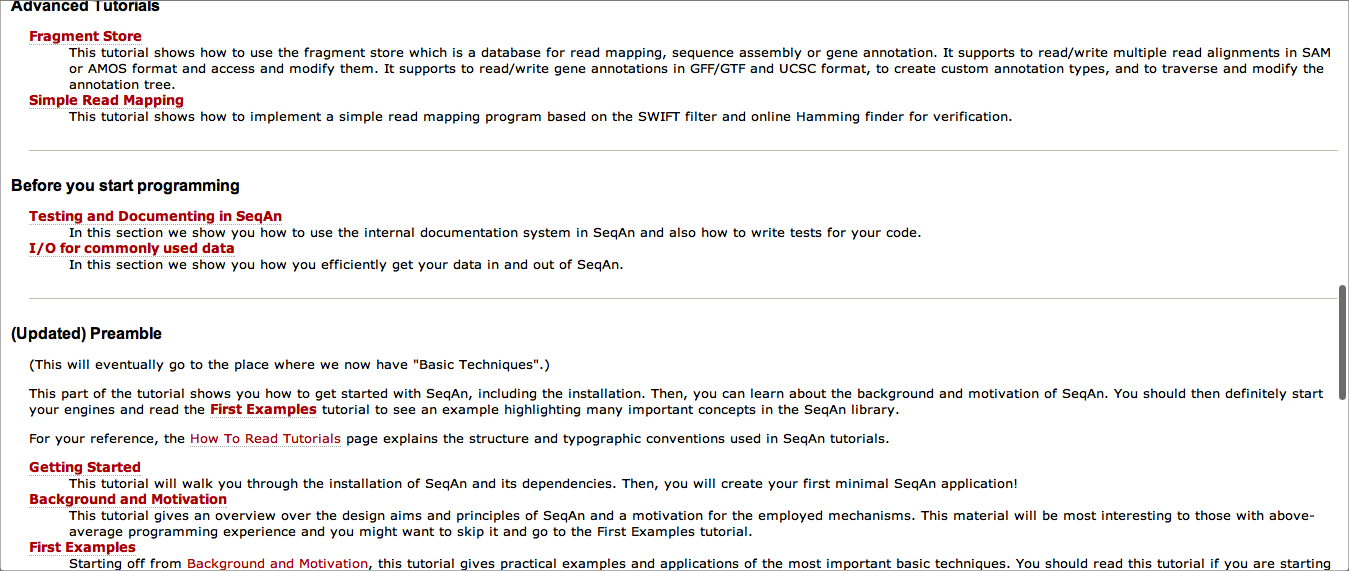 Advanced Tutorials
Fragment Store
This tutorial shows how to use the fragment store which is a database for read mapping, sequence assembly or gene annotation. It supports to read/write multiple read alignments in SAM
or AMOS format and access and modify them. It supports to read/write gene annotations in GFF/GTF and UCSC format, to create custom annotation types, and to traverse and modify the
annotation tree.
Simple Read Mapping
This tutorial shows how to implement a simple read mapping program based on the SWIFT filter and online Hamming finder for verification.
Before you start programming
Testing and Documenting in SeqAn
In this section we show you how to use the internal documentation system in SeqAn and also how to write tests for your code.
I/O for commonly used data
In this section we show you how you efficiently get your data in and out of SeqAn.
(Updated) Preamble
(This will eventually go to the place where we now have "Basic Techniques".)
This part of the tutorial shows you how to get started with SeqAn, including the installation. Then, you can learn about the background and motivation of SeqAn. You should then definitely start
your engines and read the First Examples tutorial to see an example highlighting many important concepts in the SeqAn library.
For your reference, the How To Read Tutorials page explains the structure and typographic conventions used in SeqAn tutorials.
Getting Started
This tutorial will walk you through the installation of SeqAn and its dependencies. Then, you will create your first minimal SeqAn application!
Background and Motivation
This tutorial gives an overview over the design aims and principles of SeqAn and a motivation for the employed mechanisms. This material will be most interesting to those with above-
average programming experience and you might want to skip it and go to the First Examples tutorial.
First Examples
Starting off from Background and Motivation, this tutorial gives practical examples and applications of the most important basic techniques. You should read this tutorial if you are starting